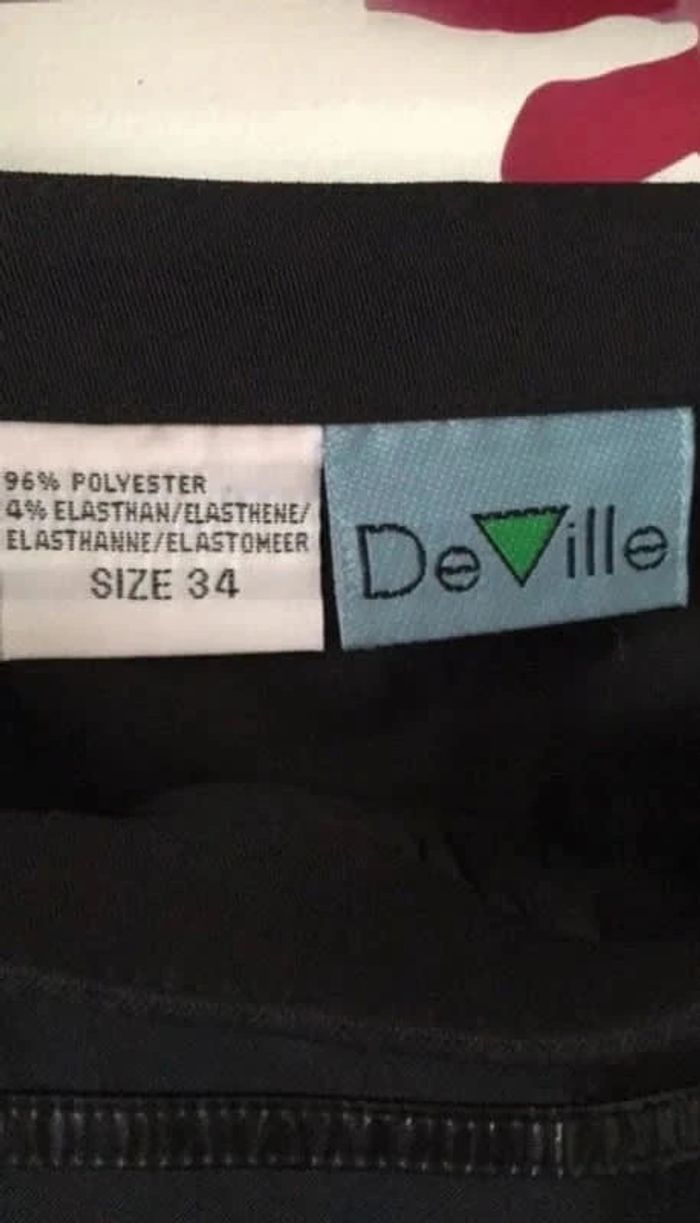 96% POLYESTER
4% ELASTHAN/ELASTHENE/
ELASTHANNE/ELASTOMEER
SIZE 34
DeVille